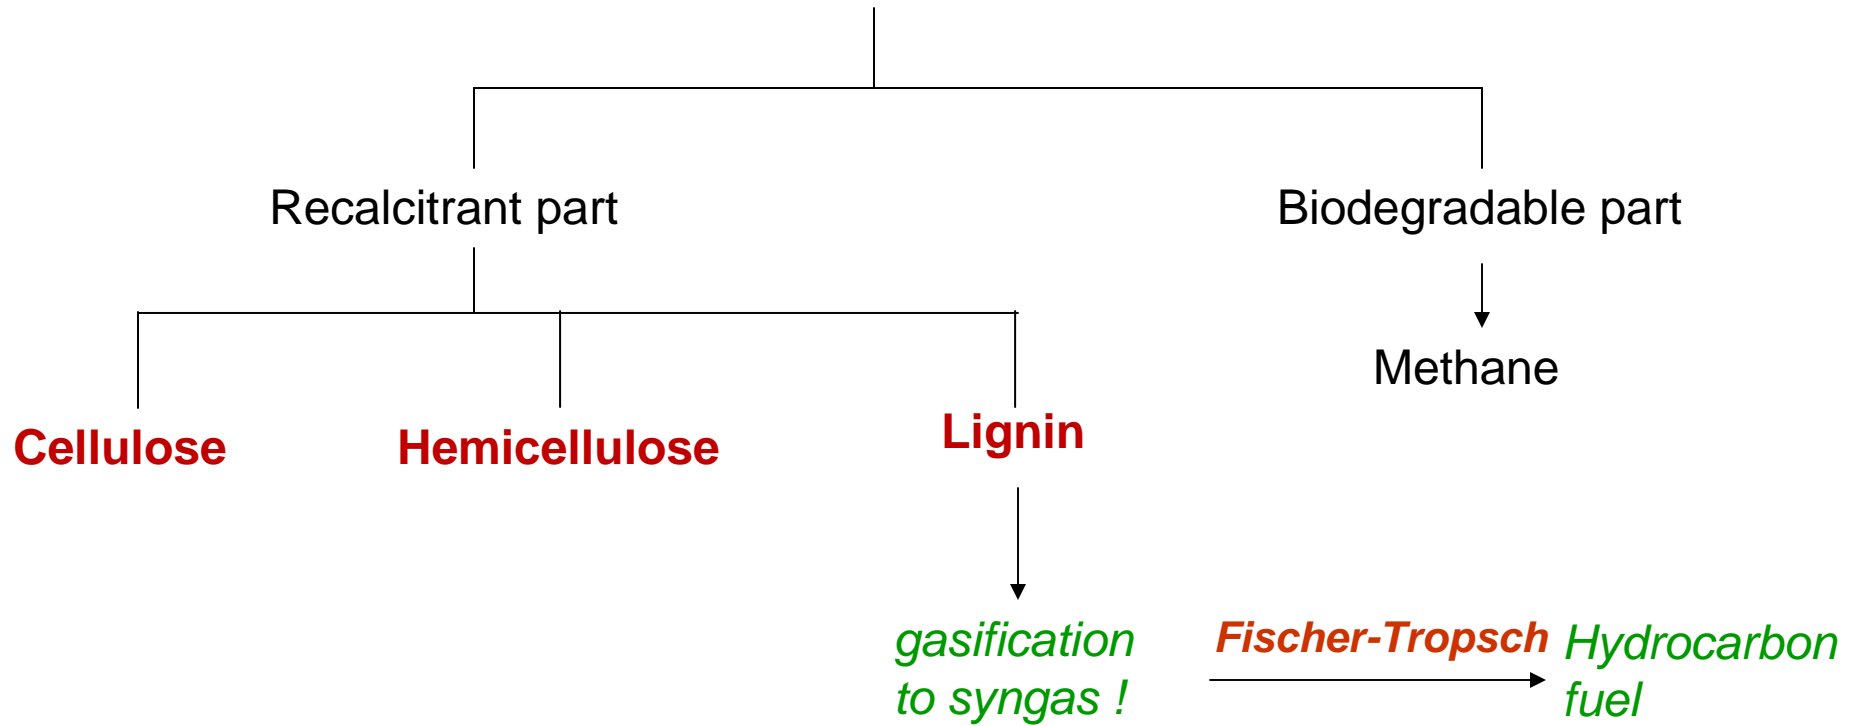 Recalcitrant part
Biodegradable part
Methane
Cellulose
Hemicellulose
Lignin
gasification
to syngas !
Fischer-Tropsch
Hydrocarbon
fuel